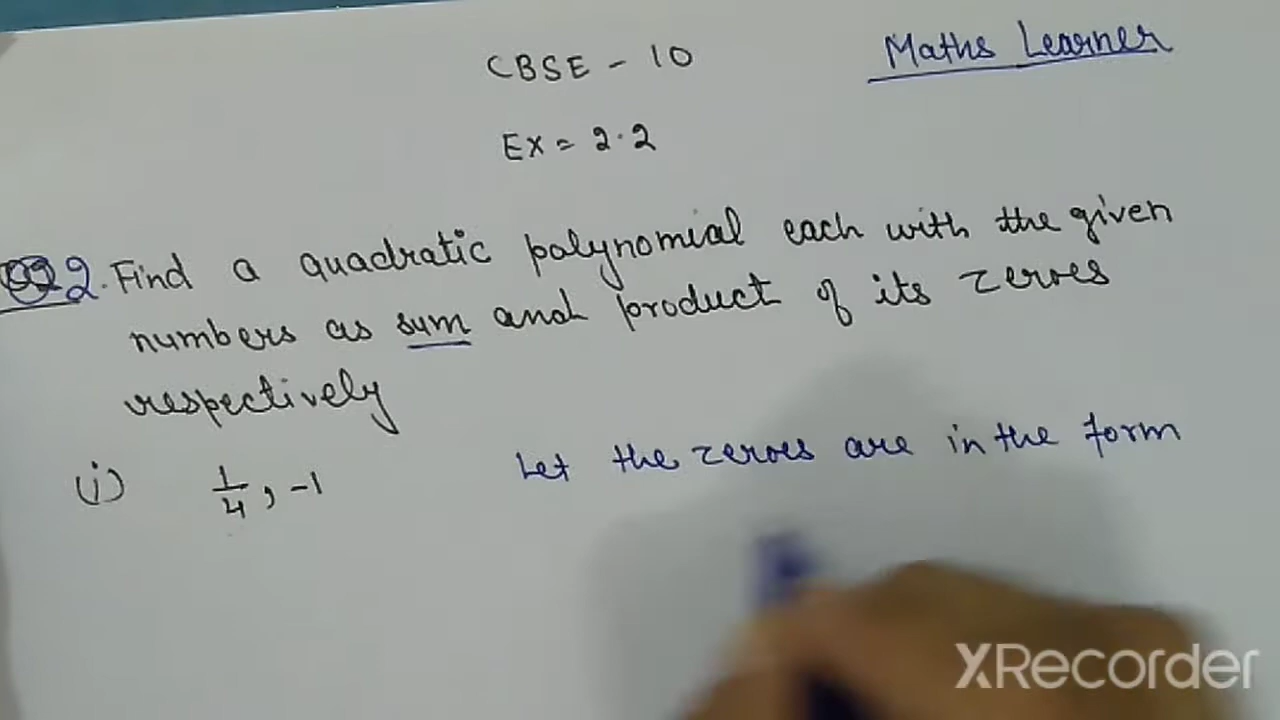 CBSE - 10
Maths Learner
Ex = 2.2
2. Find a quadratic polynomial each with the given
numbers as sum and product of its zeroes
respectively
(i) 1/4, -1
Let the zeroes are in the form
XRecorder